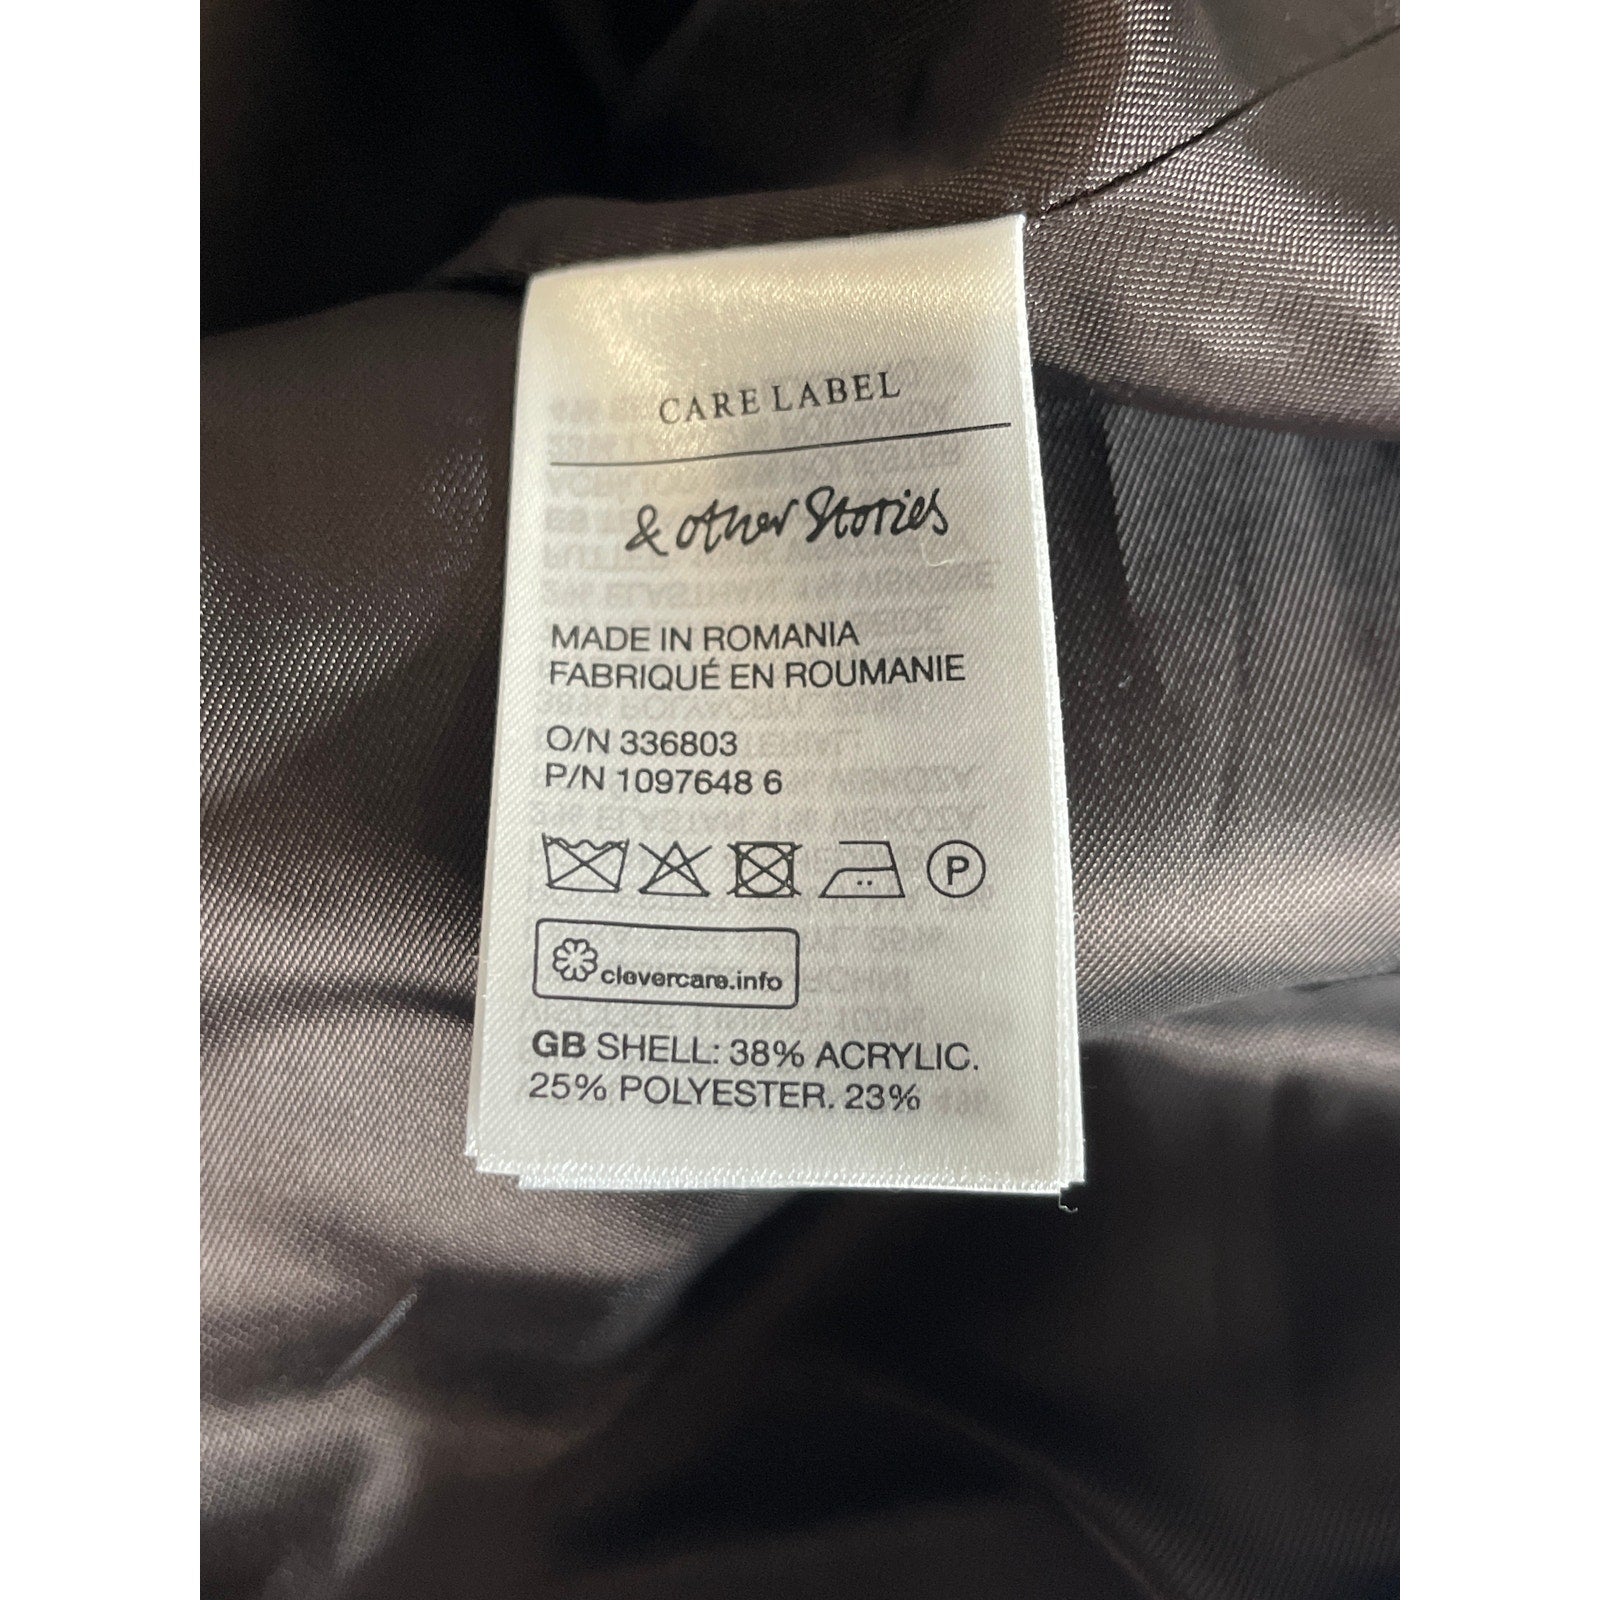 CARE LABEL
& other Stories
MADE IN ROMANIA
FABRIQUÉ EN ROUMANIE
O/N 336803
P/N 1097648 6
P
clevercare.info
GB SHELL: 38% ACRYLIC.
25% POLYESTER. 23%